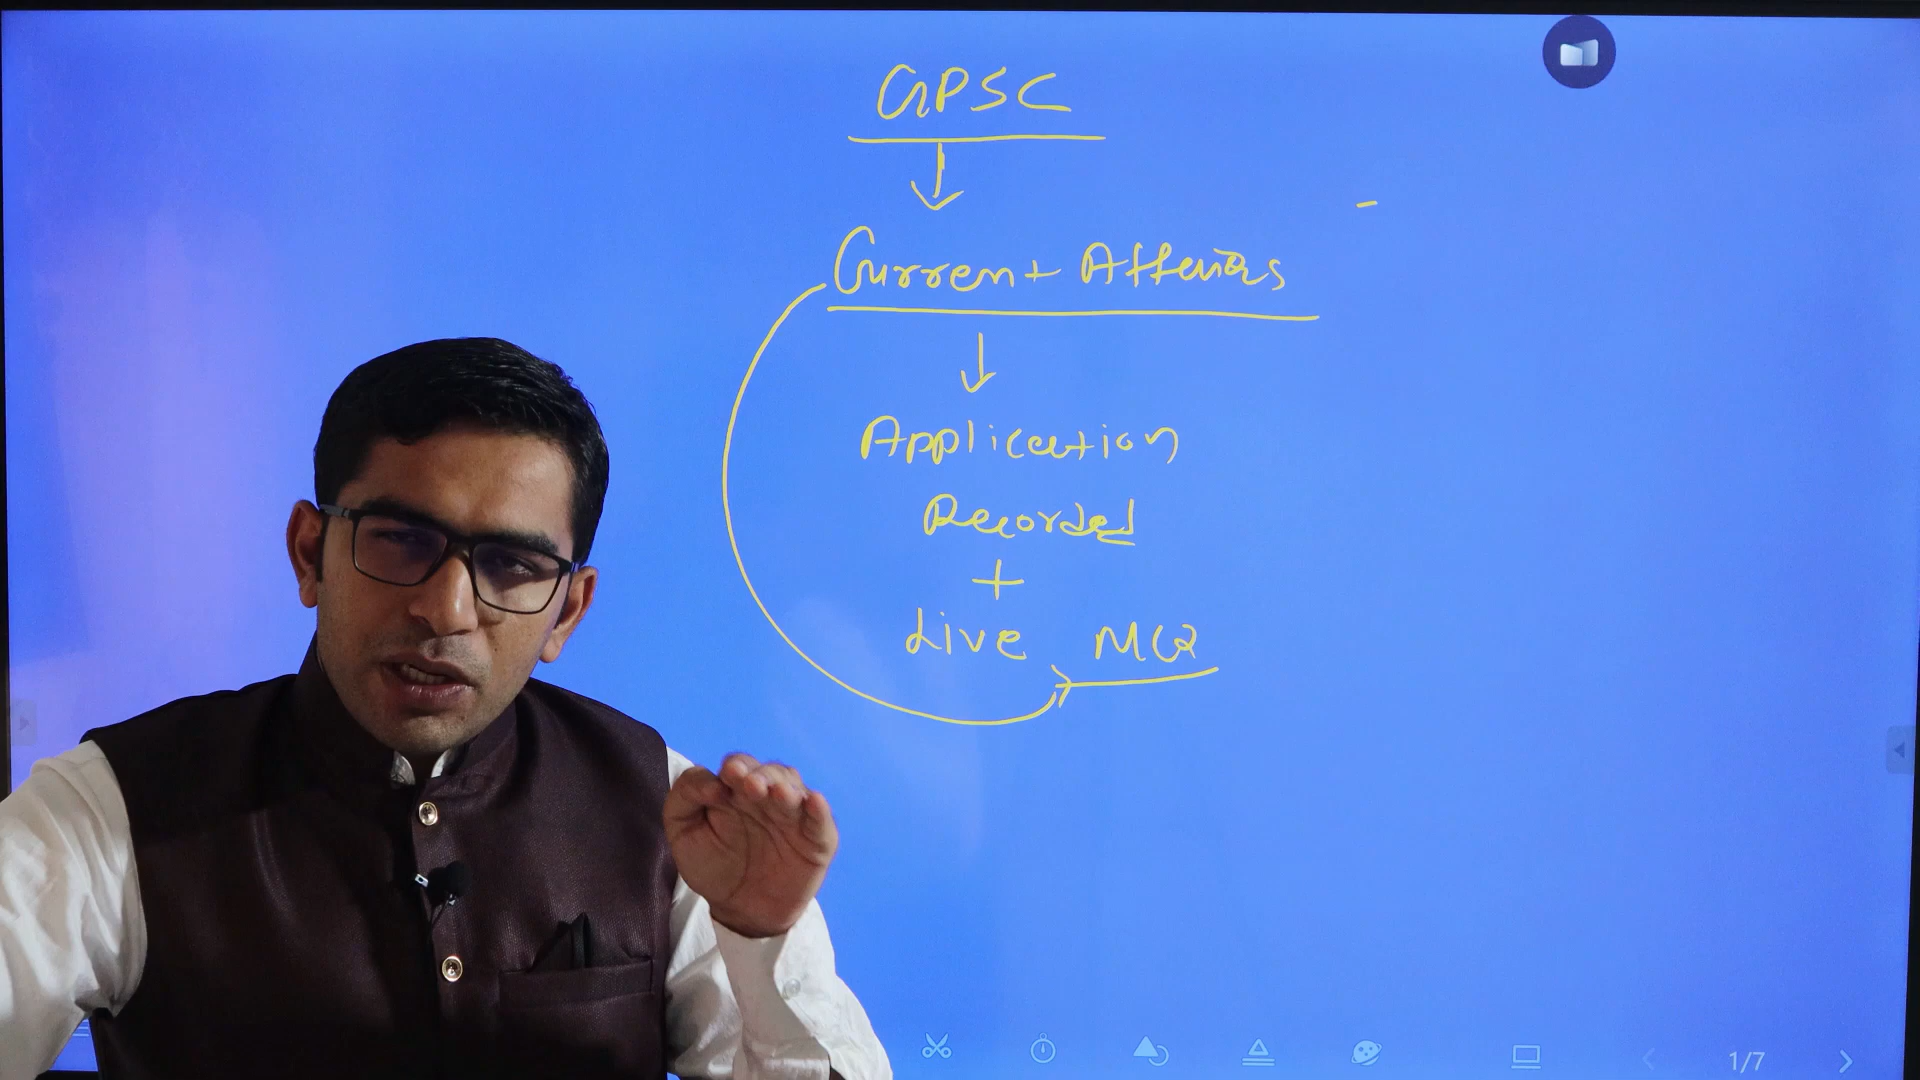 GPSC
Current Affairs
Application
Recorded
+
Live MCQ
1/7